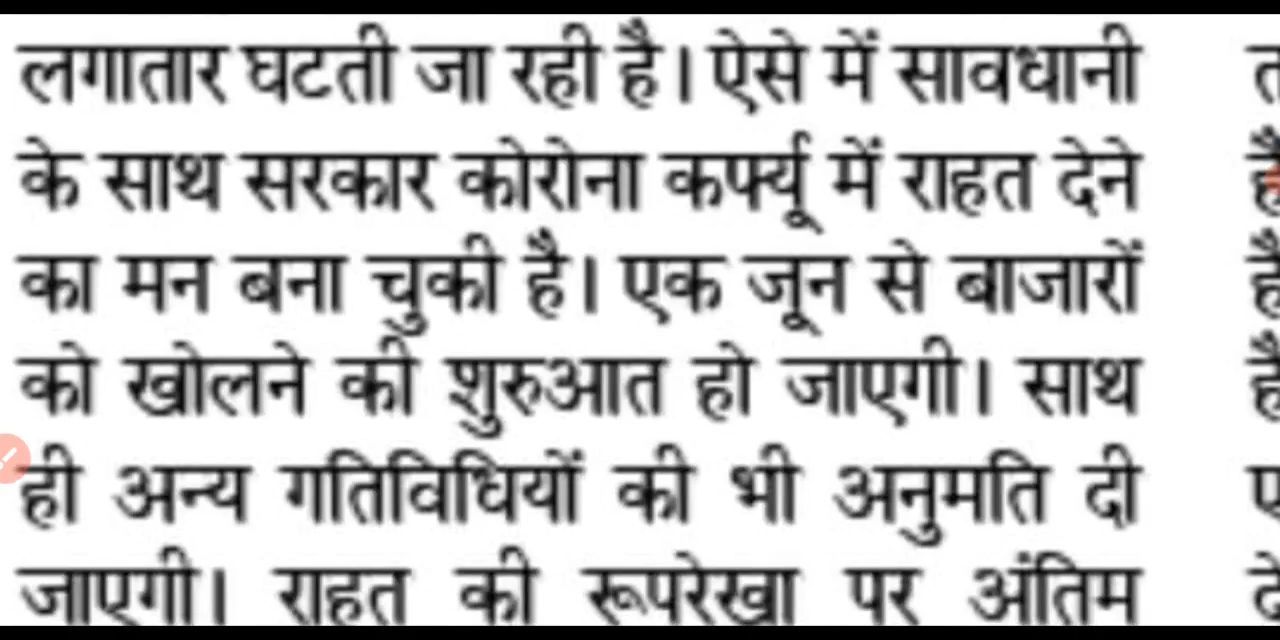 लगातार घटती जा रही है। ऐसे में सावधानी
के साथ सरकार कोरोना कर्फ्यू में राहत देने
का मन बना चुकी है। एक जून से बाजारों
को खोलने की शुरुआत हो जाएगी। साथ
ही अन्य गतिविधियों की भी अनुमति दी
जाएगी। राहत की रूपरेखा पर अंतिम